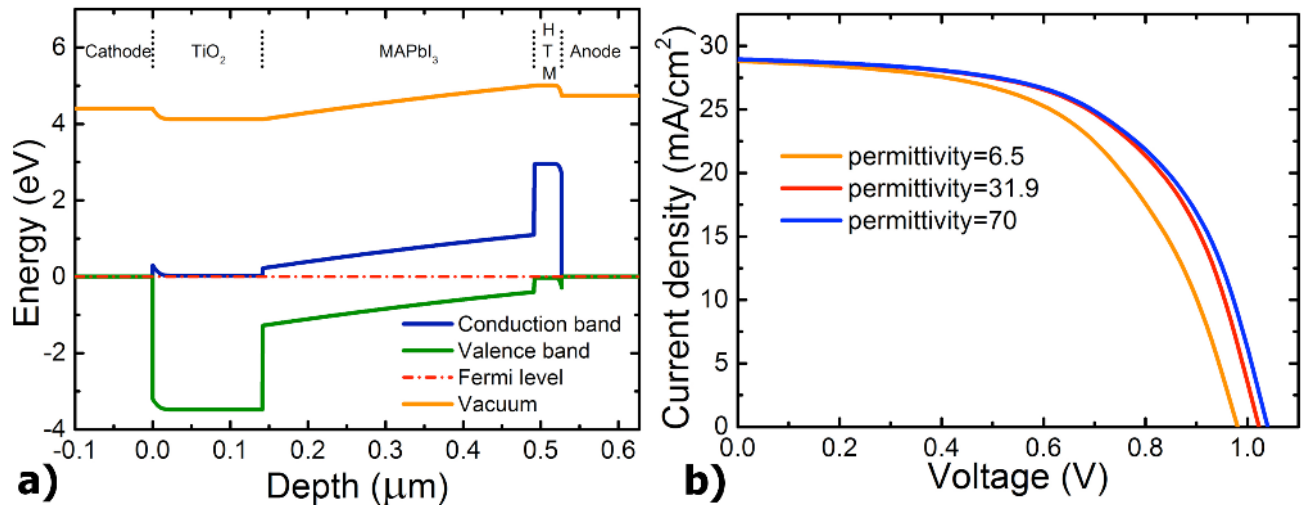 Cathode
TiO2
MAPbI3
H
T
M
Anode
Energy (eV)
6
4
2
0
-2
-4
Conduction band
Valence band
Fermi level
Vacuum
0.0 0.1 0.2 0.3 0.4 0.5 0.6
Depth (μm)
a)
Current density (mA/cm2)
30
25
20
15
10
5
0
permittivity=6.5
permittivity=31.9
permittivity=70
0.0 0.2 0.4 0.6 0.8 1.0
Voltage (V)
b)